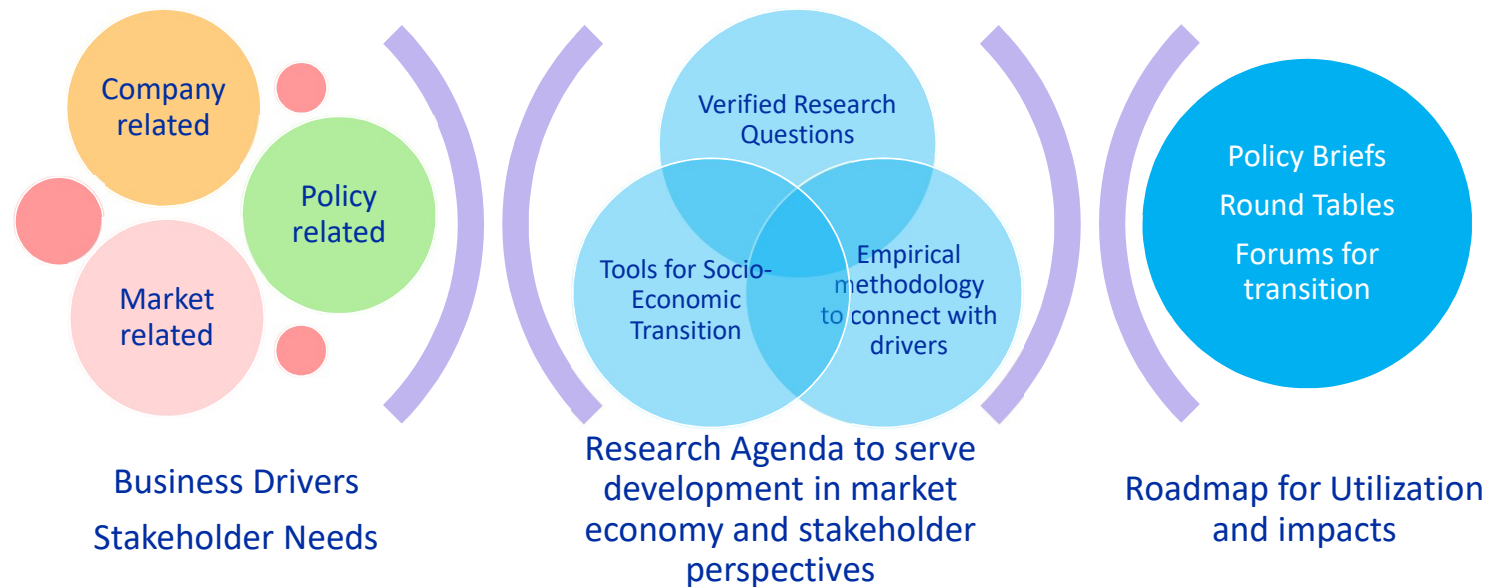 Company
related
Policy
related
Market
related
Business Drivers
Stakeholder Needs
Verified Research
Questions
Tools for Socio-
Economic
Transition
Empirical
methodology
to connect with
drivers
Research Agenda to serve
development in market
economy and stakeholder
perspectives
Policy Briefs
Round Tables
Forums for
transition
Roadmap for Utilization
and impacts